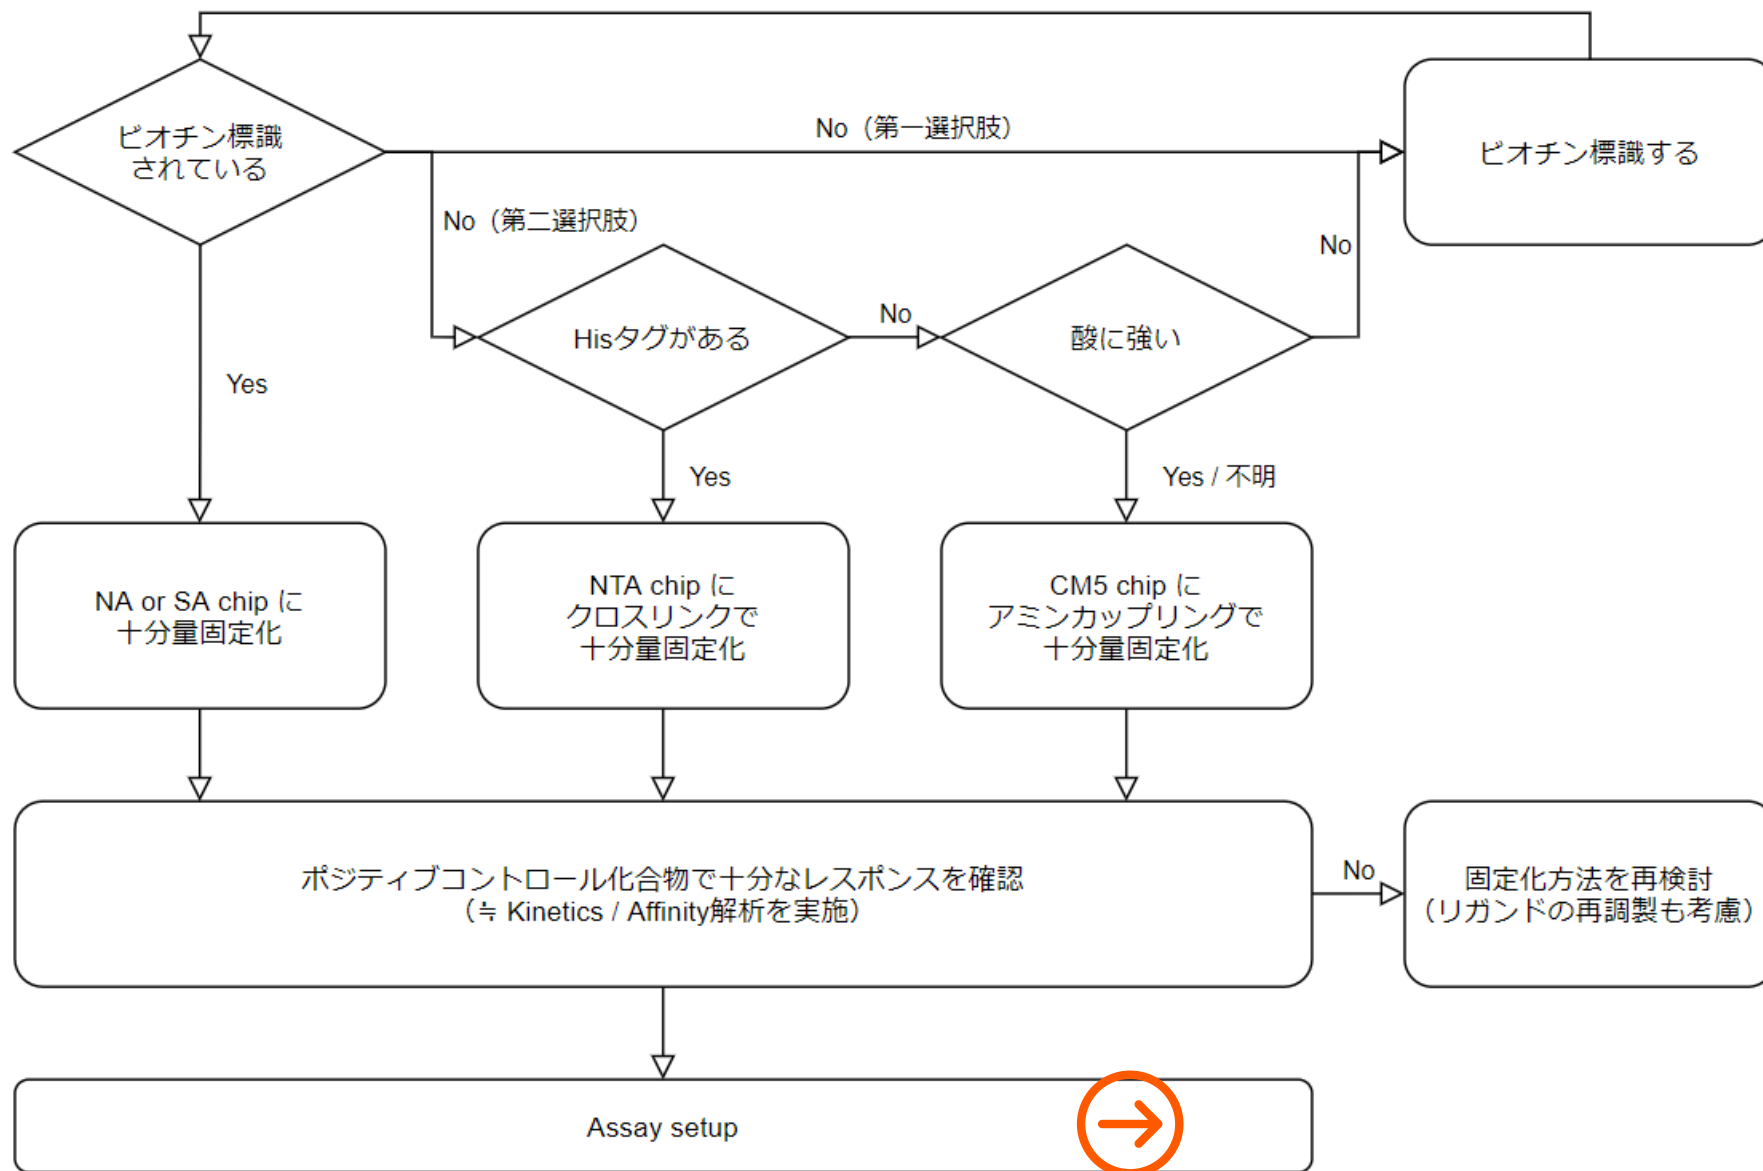 ビオチン標識
されている
No（第一選択肢）
ビオチン標識する
No（第二選択肢）
No
Hisタグがある
No
酸に強い
Yes
Yes
Yes / 不明
NA or SA chip に
十分量固定化
NTA chip に
クロスリンクで
十分量固定化
CM5 chip に
アミンカップリングで
十分量固定化
ポジティブコントロール化合物で十分なレスポンスを確認
（≒ Kinetics / Affinity解析を実施）
No
固定化方法を再検討
（リガンドの再調製も考慮）
Assay setup